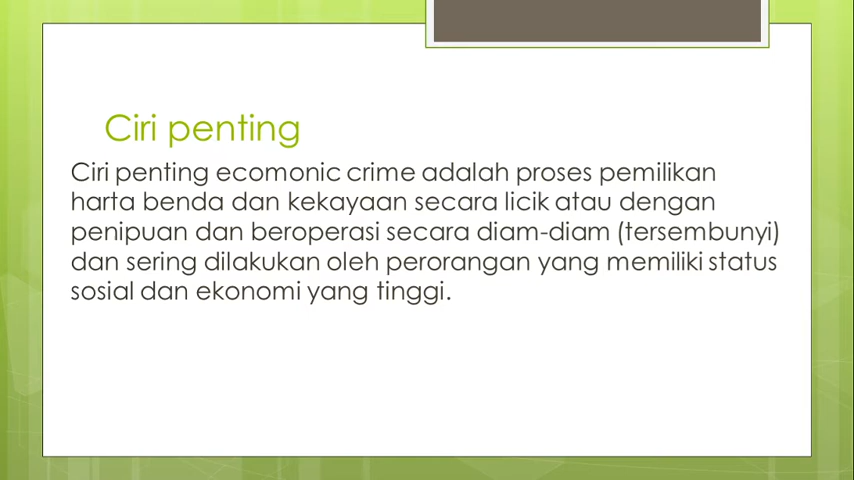 Ciri penting
Ciri penting ecomonic crime adalah proses pemilikan
harta benda dan kekayaan secara licik atau dengan
penipuan dan beroperasi secara diam-diam (tersembunyi)
dan sering dilakukan oleh perorangan yang memiliki status
sosial dan ekonomi yang tinggi.